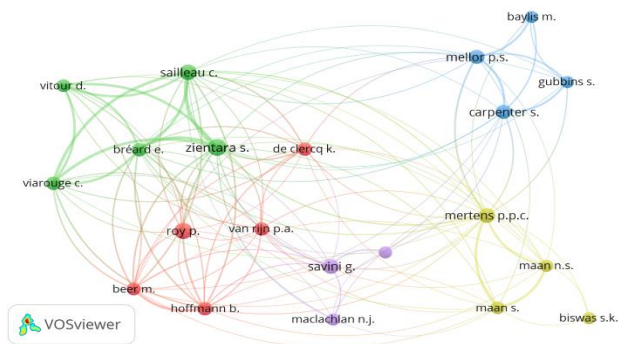 baylis m.
mellor p.s.
gubbins s.
carpenter s.
sailleau c.
vitour d.
bréard e.
zientara s.
de clercq k.
viarouge c.
roy p.
van rijn p.a.
mertens p.p.c.
savini g.
maan n.s.
beer m.
hoffmann b.
maclachlan n.j.
maan s.
biswas s.k.
VOSviewer